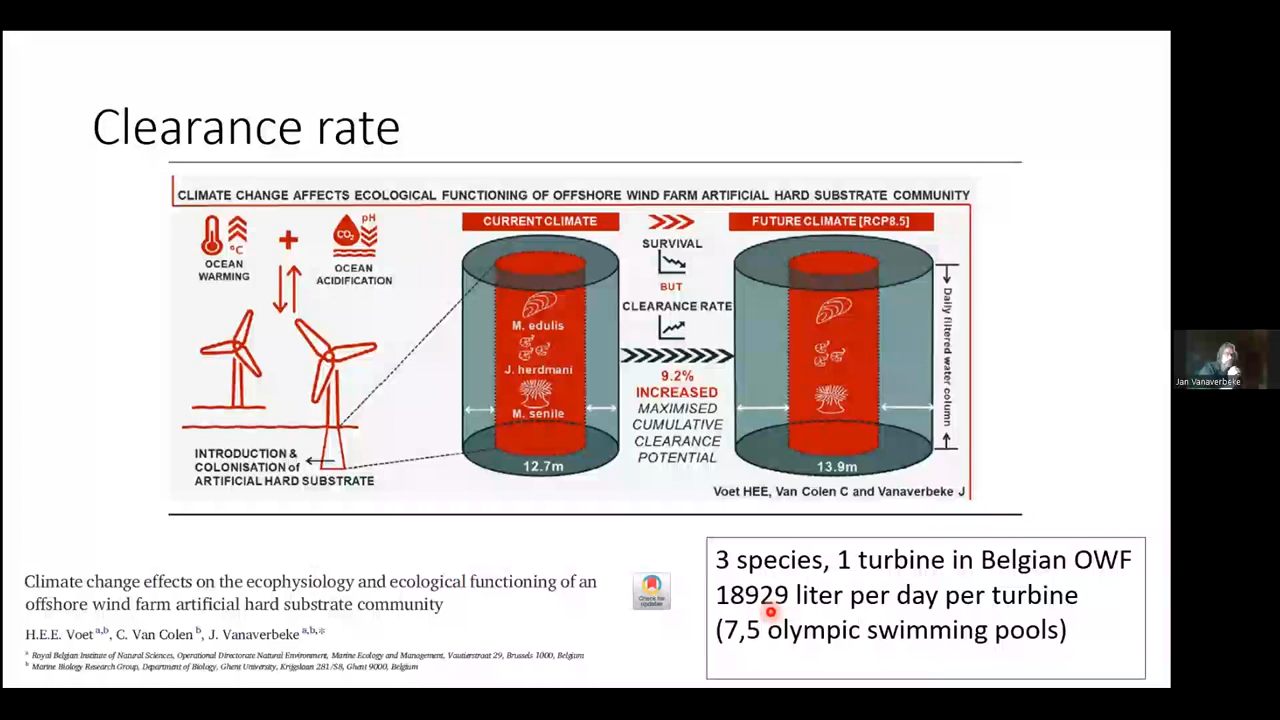 Clearance rate
CLIMATE CHANGE AFFECTS ECOLOGICAL FUNCTIONING OF OFFSHORE WIND FARM ARTIFICIAL HARD SUBSTRATE COMMUNITY
°C
OCEAN
WARMING
pH
CO₂
OCEAN
ACIDIFICATION
INTRODUCTION &
COLONISATION of
ARTIFICIAL HARD SUBSTRATE
CURRENT CLIMATE
M. edulis
J. herdmani
M. senile
12.7m
SURVIVAL
BUT
CLEARANCE RATE
9.2%
INCREASED
MAXIMISED
CUMULATIVE
CLEARANCE
POTENTIAL
FUTURE CLIMATE [RCP8.5]
13.9m
Daily filtered water column
Voet HEE, Van Colen C and Vanaverbeke J
Climate change effects on the ecophysiology and ecological functioning of an
offshore wind farm artificial hard substrate community
H.E.E. Voet a,b, C. Van Colen b, J. Vanaverbeke a,b,*
a Royal Belgian Institute of Natural Sciences, Operational Directorate Natural Environment, Marine Ecology and Management, Vautierstraat 29, Brussels 1000, Belgium
b Marine Biology Research Group, Department of Biology, Ghent University, Krijgslaan 281/S8, Ghent 9000, Belgium
Check for
updates
3 species, 1 turbine in Belgian OWF
18929 liter per day per turbine
(7,5 olympic swimming pools)
Jan Vanaverbeke